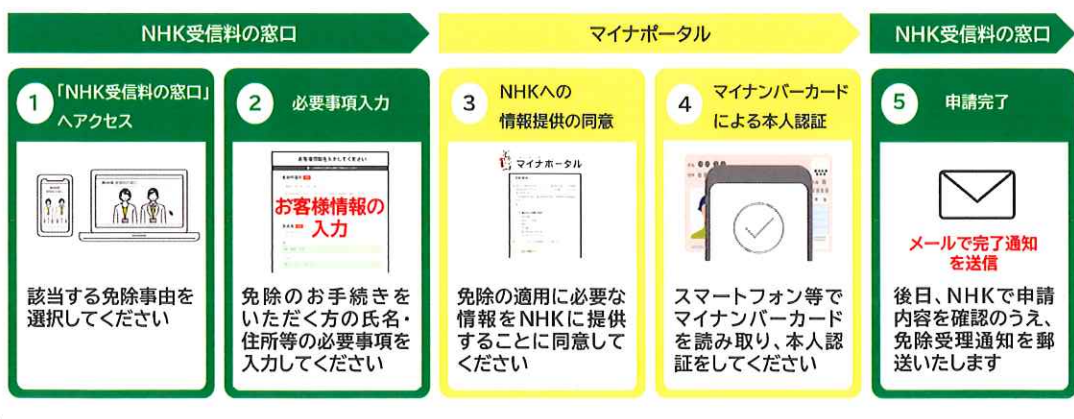 NHK受信料の窓口
マイナポータル
NHK受信料の窓口
1
「NHK受信料の窓口」
へアクセス
該当する免除事由を
選択してください
2
必要事項入力
お客様情報の
入力
免除のお手続きを
いただく方の氏名・
住所等の必要事項を
入力してください
3
NHKへの
情報提供の同意
マイナポータル
免除の適用に必要な
情報をNHKに提供
することに同意して
ください
4
マイナンバーカード
による本人認証
スマートフォン等で
マイナンバーカード
を読み取り、本人認
証をしてください
5
申請完了
メールで完了通知
を送信
後日、NHKで申請
内容を確認のうえ、
免除受理通知を郵
送いたします